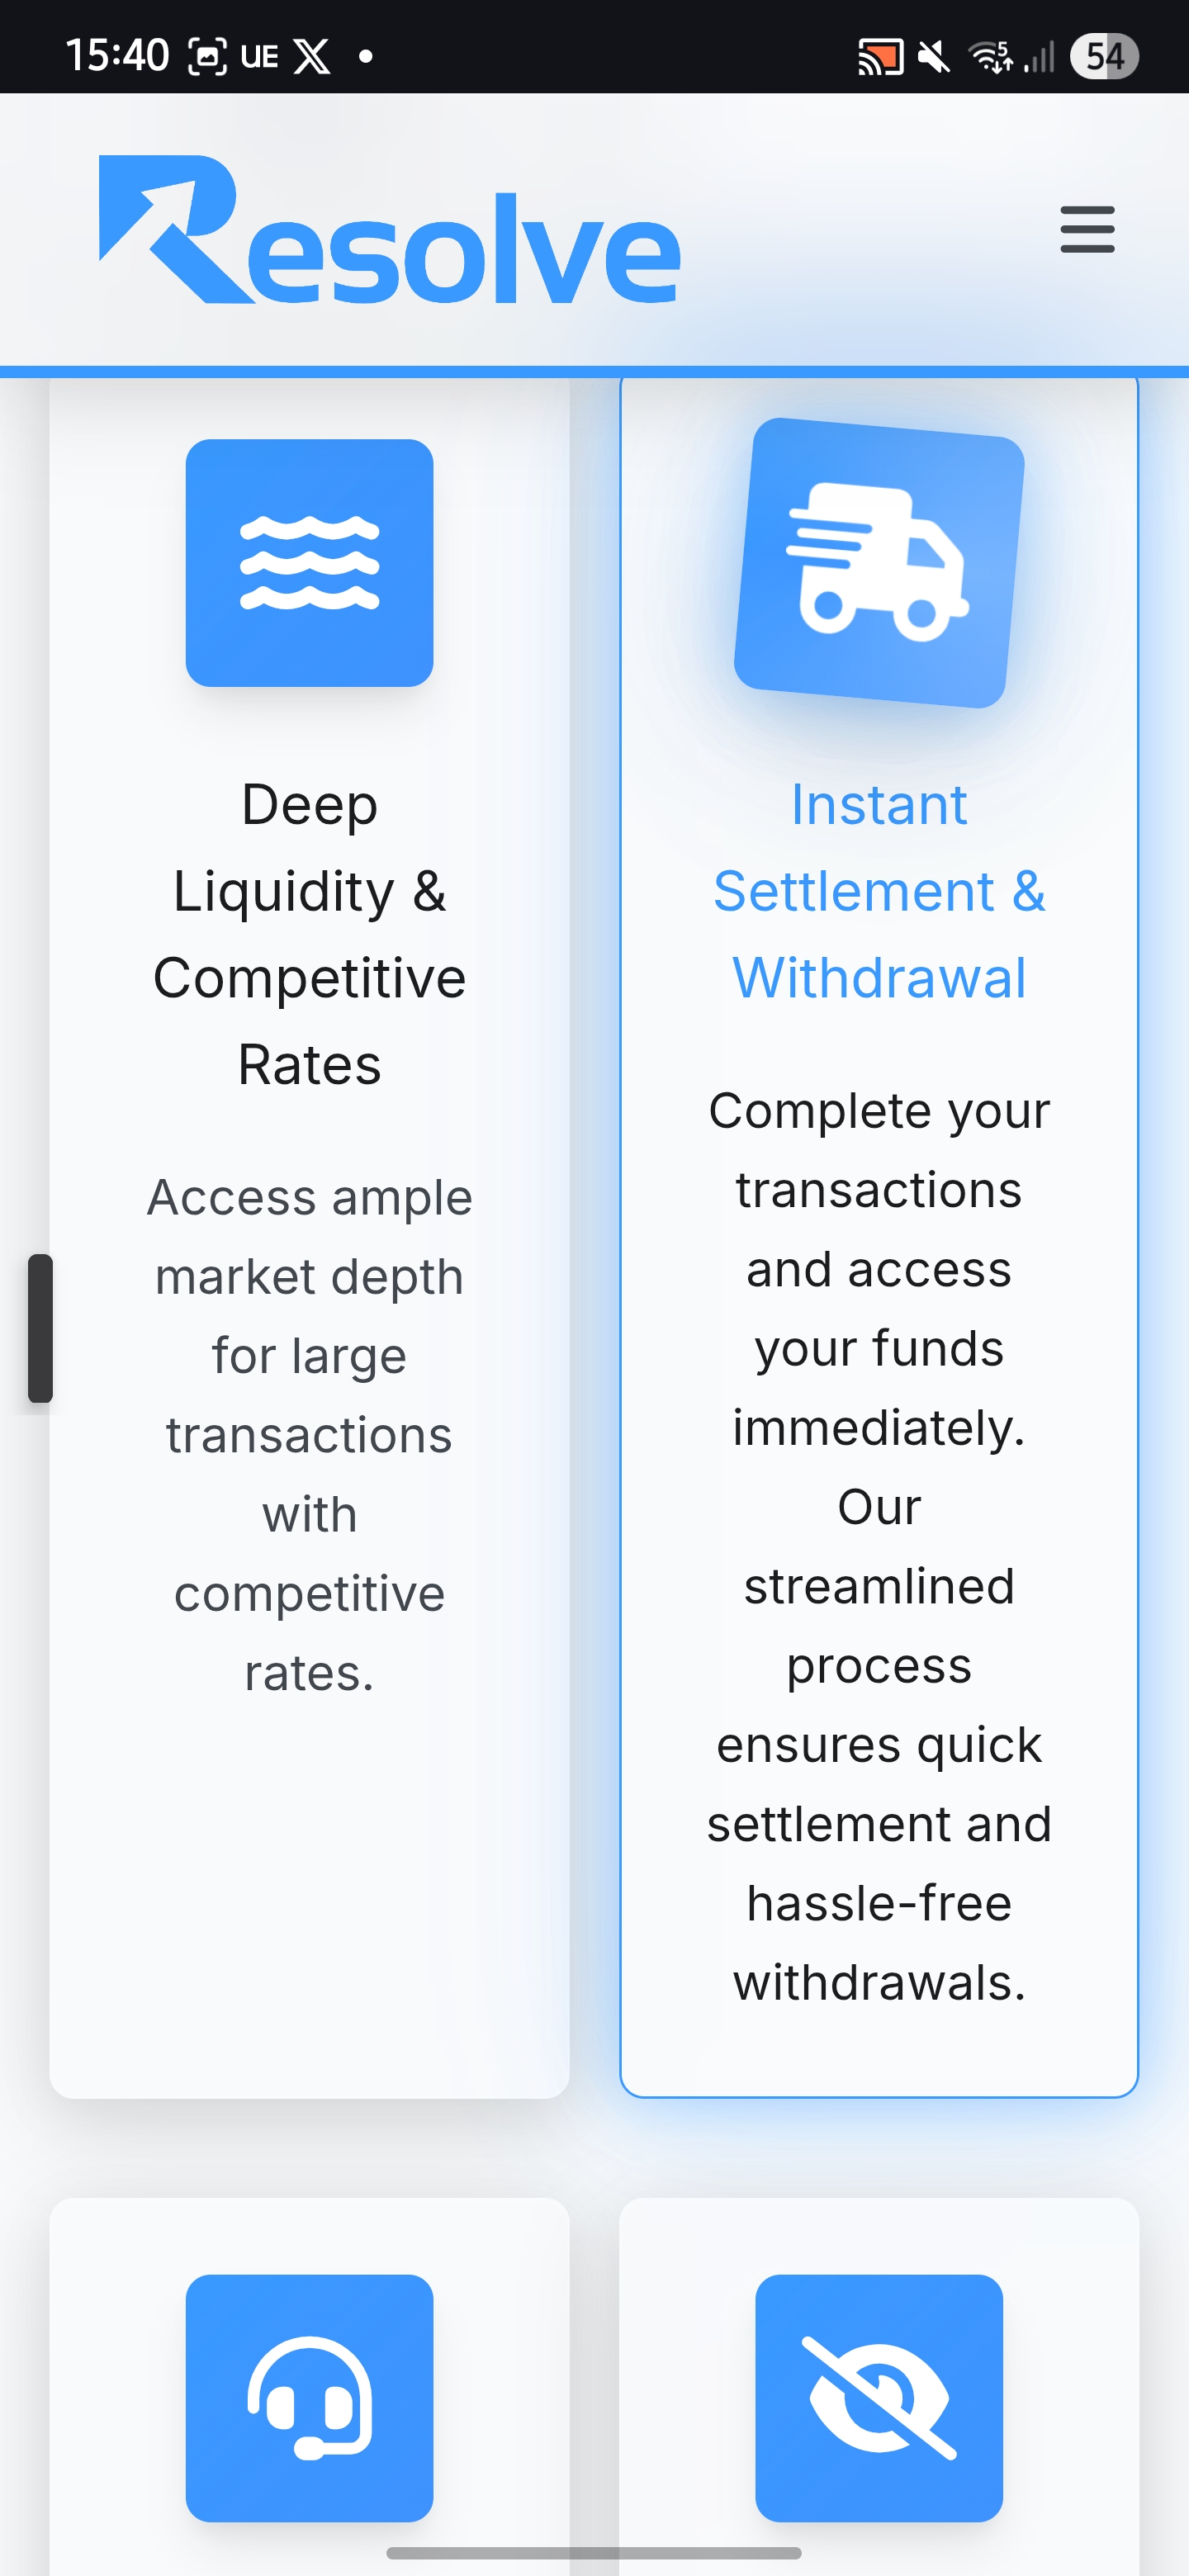 15:40 UE X
5 54
Resolve
Deep
Liquidity &
Competitive
Rates
Access ample
market depth
for large
transactions
with
competitive
rates.
Instant
Settlement &
Withdrawal
Complete your
transactions
and access
your funds
immediately.
Our
streamlined
process
ensures quick
settlement and
hassle-free
withdrawals.